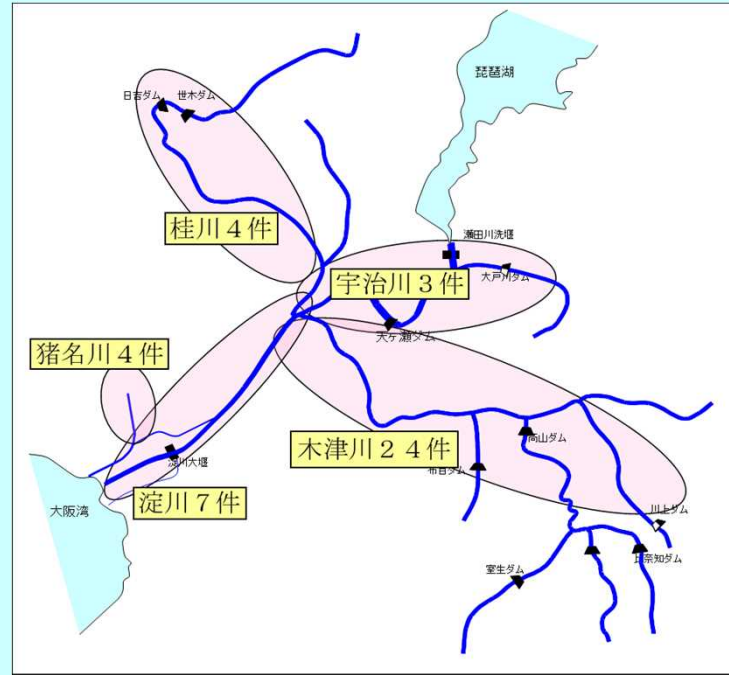 琵琶湖
日吉ダム
世木ダム
桂川４件
瀬田川洗堰
宇治川３件
大戸川ダム
天ヶ瀬ダム
猪名川４件
木津川２４件
高山ダム
淀川大堰
布目ダム
淀川７件
大阪湾
川上ダム
室生ダム
比奈知ダム